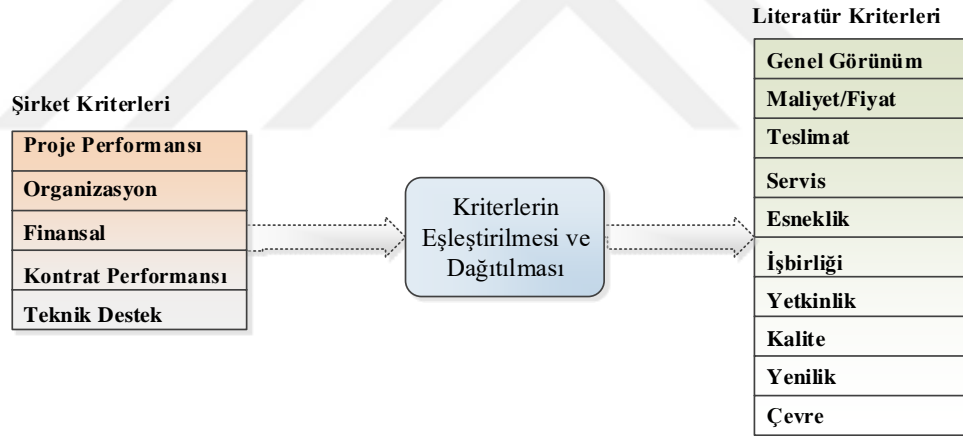 Şirket Kriterleri
Proje Performansı
Organizasyon
Finansal
Kontrat Performansı
Teknik Destek
Kriterlerin
Eşleştirilmesi ve
Dağıtılması
Literatür Kriterleri
Genel Görünüm
Maliyet/Fiyat
Teslimat
Servis
Esneklik
İşbirliği
Yetkinlik
Kalite
Yenilik
Çevre